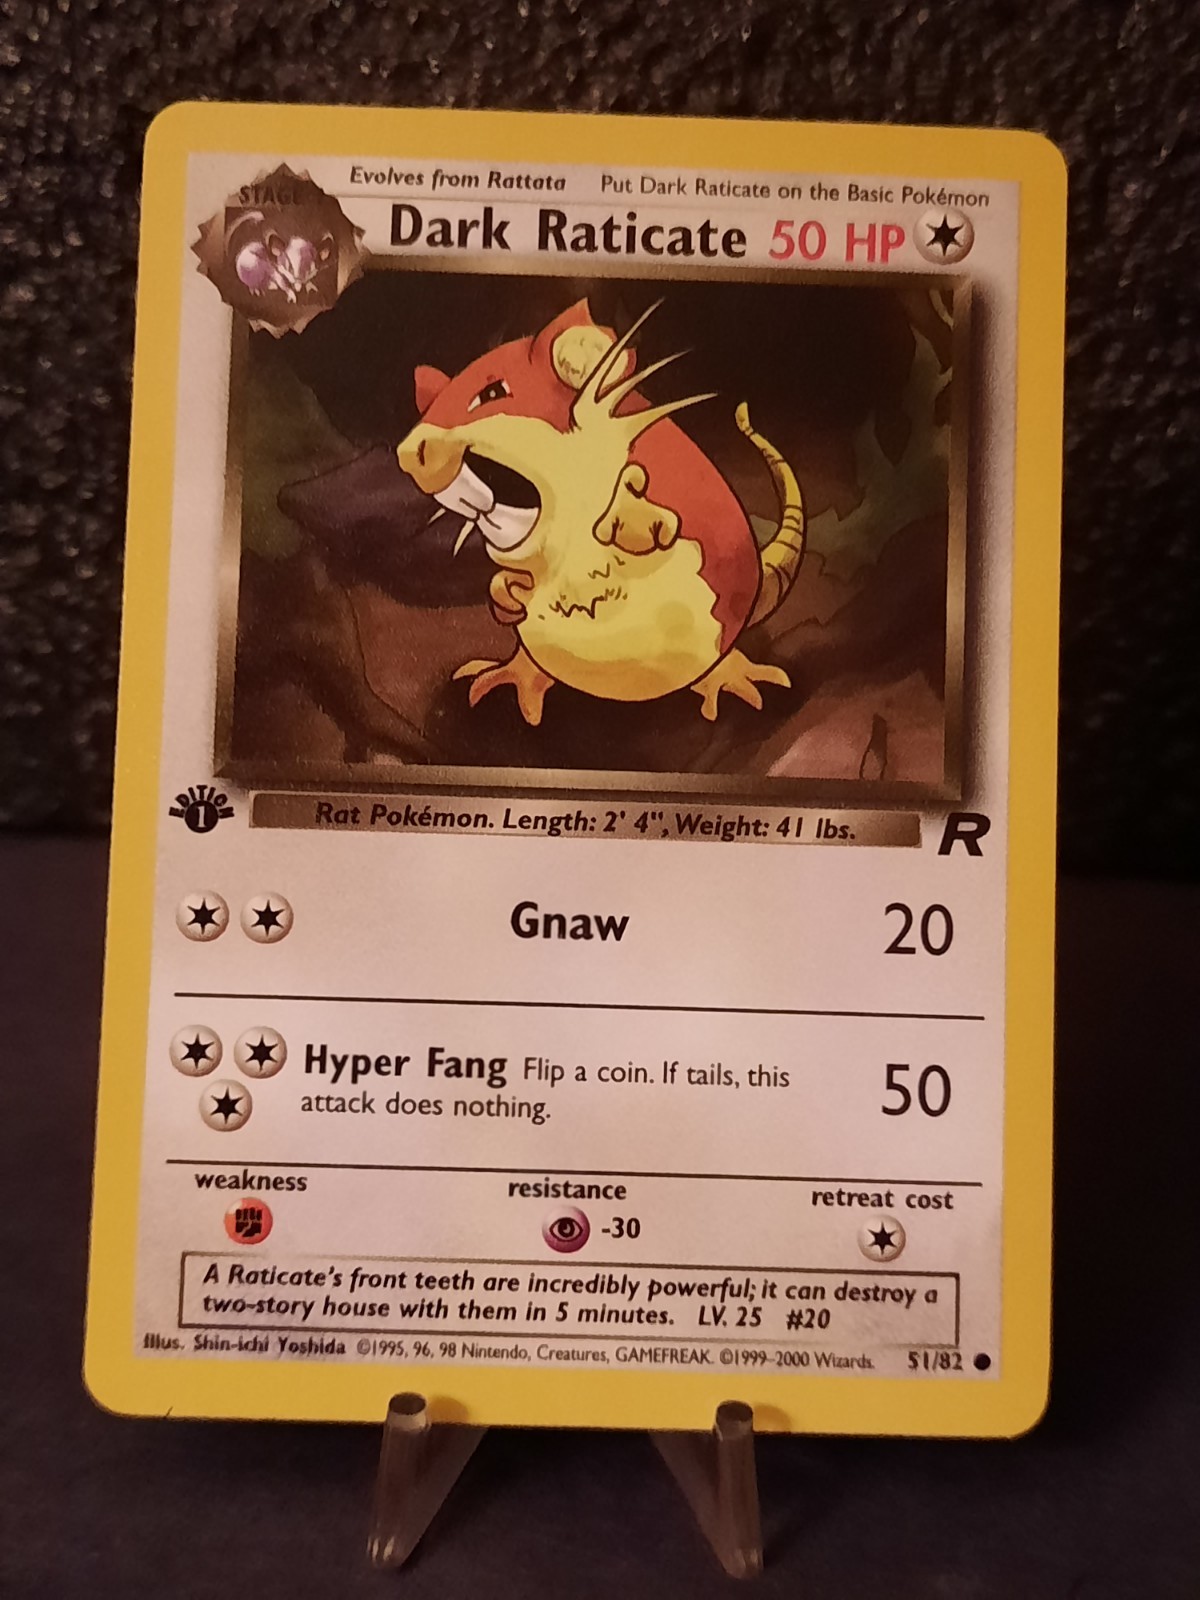 Evolves from Rattata Put Dark Raticate on the Basic Pokémon
STAGE
Dark Raticate 50 HP
EDITION
1
Rat Pokémon. Length: 2' 4", Weight: 41 lbs.
R
Gnaw 20
Hyper Fang Flip a coin. If tails, this
attack does nothing.
50
weakness resistance retreat cost
-30
A Raticate's front teeth are incredibly powerful; it can destroy a
two-story house with them in 5 minutes. LV. 25 #20
Illus. Shin-ichi Yoshida ©1995, 96, 98 Nintendo, Creatures, GAMEFREAK. ©1999-2000 Wizards. 51/82